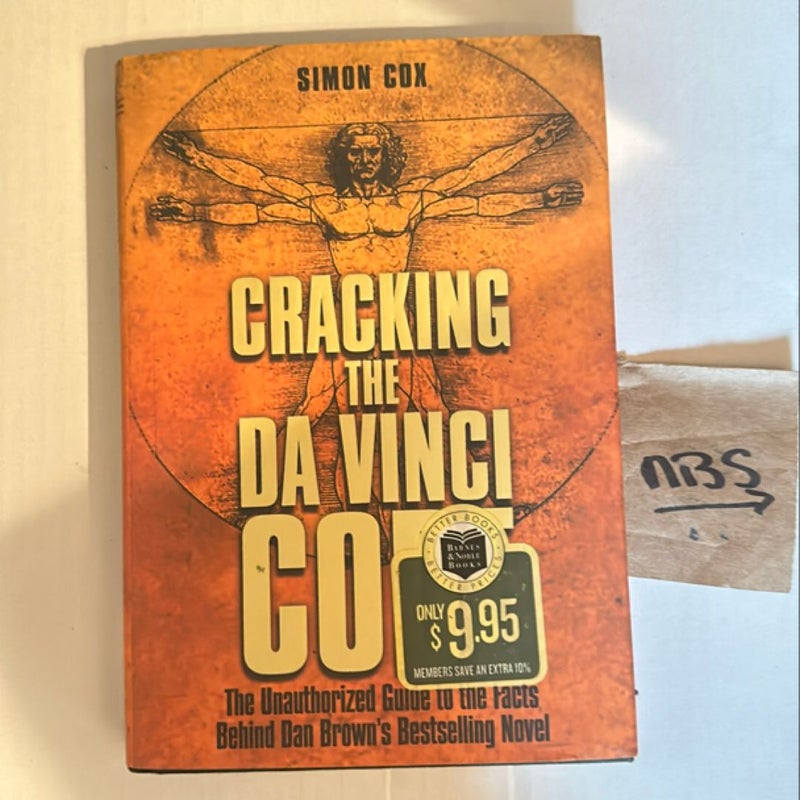 SIMON COX
CRACKING
THE
DA VINCI
CO
BETTER BOOKS
BARNES
& NOBLE
BOOKS
BETTER PRICES
ONLY
$9.95
MEMBERS SAVE AN EXTRA 10%
The Unauthorized Guide to the Facts
Behind Dan Brown's Bestselling Novel
NBS